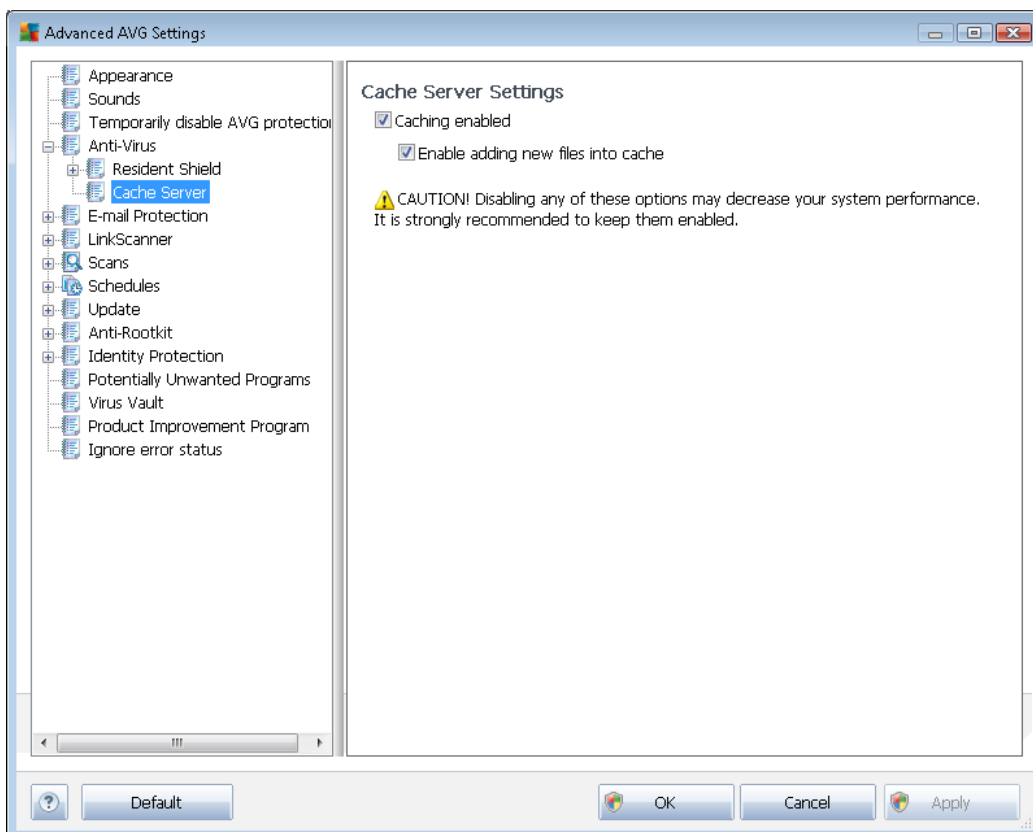 Advanced AVG Settings
Appearance
Sounds
Temporarily disable AVG protection
Anti-Virus
Resident Shield
Cache Server
E-mail Protection
LinkScanner
Scans
Schedules
Update
Anti-Rootkit
Identity Protection
Potentially Unwanted Programs
Virus Vault
Product Improvement Program
Ignore error status
Cache Server Settings
Caching enabled
Enable adding new files into cache
CAUTION! Disabling any of these options may decrease your system performance.
It is strongly recommended to keep them enabled.
?
Default
OK
Cancel
Apply